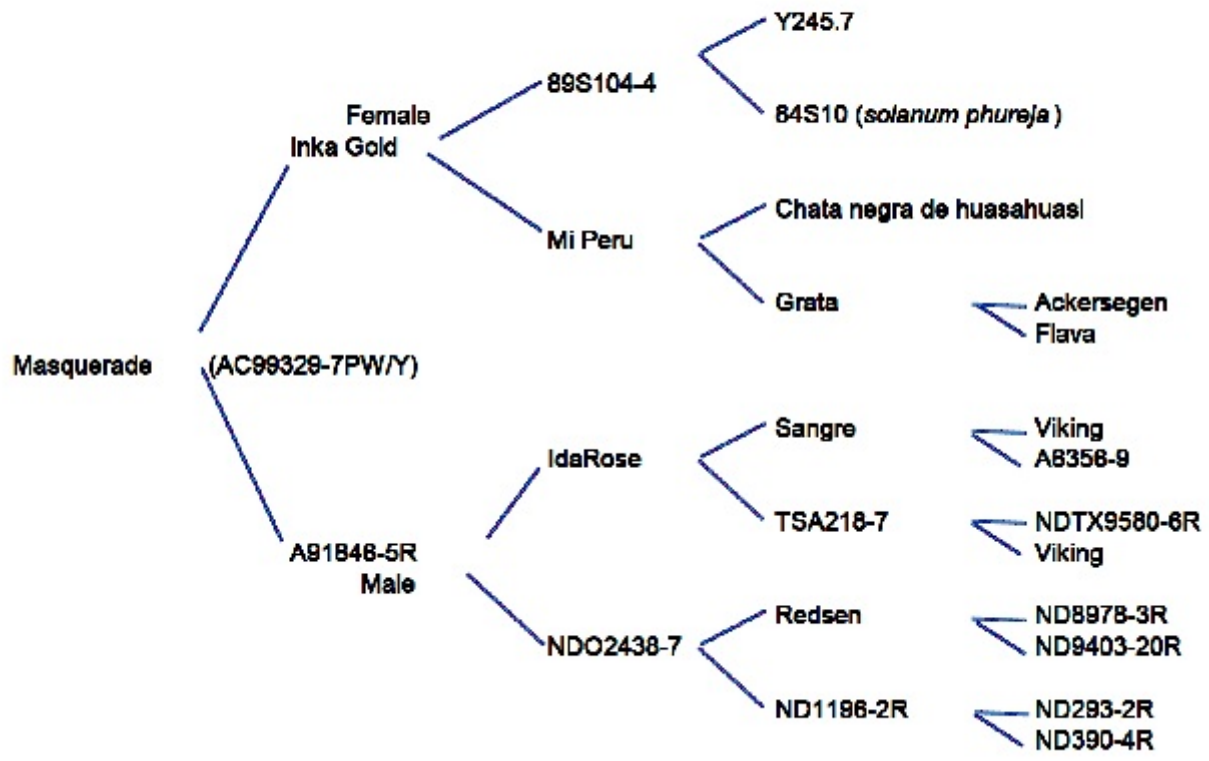 Y245.7
89S104-4
Female
84S10 (solanum phureja)
Inka Gold
Chata negra de huasahuasi
Mi Peru
Grata
Ackersegen
Flava
Masquerade
(AC99329-7PW/Y)
Sangre
Viking
IdaRose
A6356-9
TSA218-7
NDTX9580-6R
A91846-5R
Viking
Male
Redsen
ND8978-3R
NDO2438-7
ND9403-20R
ND1196-2R
ND293-2R
ND390-4R